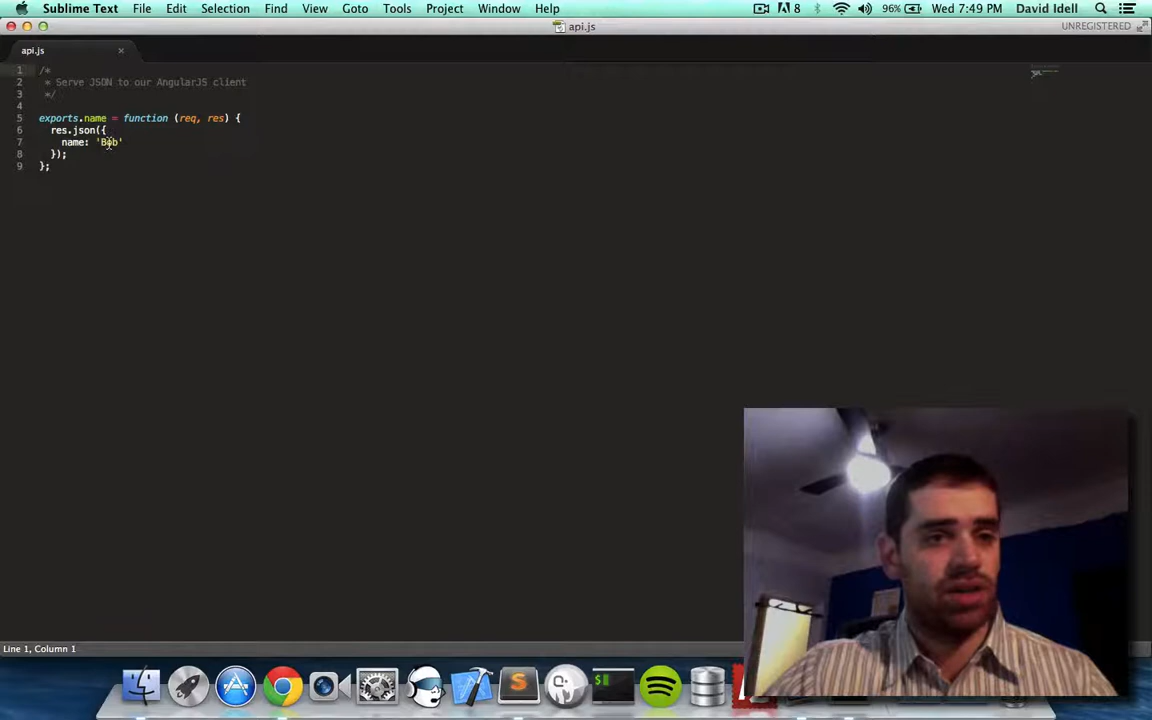 Sublime Text File Edit Selection Find View Goto Tools Project Window Help 8 96% Wed 7:49 PM David Idell
api.js UNREGISTERED
api.js
1 /*
2 * Serve JSON to our AngularJS client
3 */
4
5 exports.name = function (req, res) {
6 res.json({
7 name: 'Bob'
8 });
9 };
Line 1, Column 1